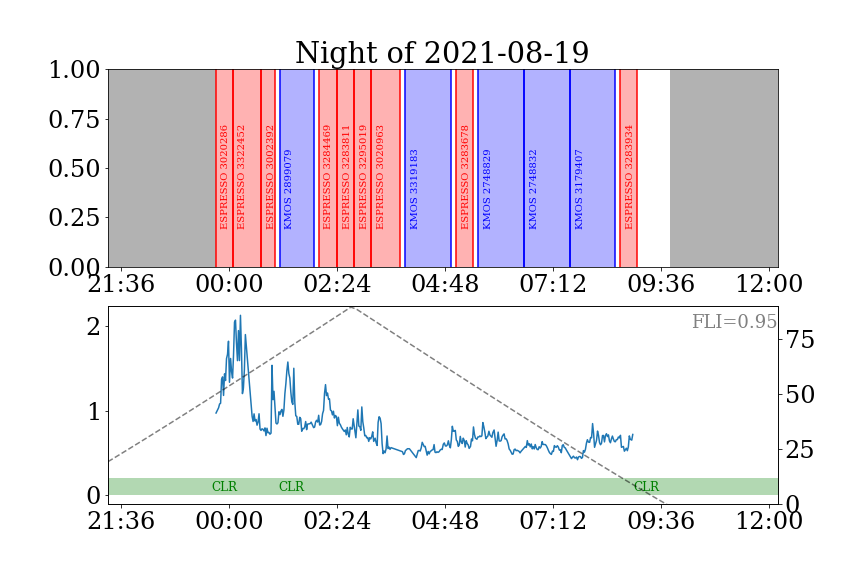 Night of 2021-08-19
1.00
0.75
0.50
0.25
0.00
ESPRESSO 3020286
ESPRESSO 3322452
ESPRESSO 3002392
KMOS 2899079
ESPRESSO 3284469
ESPRESSO 3283811
ESPRESSO 3295019
ESPRESSO 3020963
KMOS 3319183
ESPRESSO 3283678
KMOS 2748829
KMOS 2748832
KMOS 3179407
ESPRESSO 3283934
21:36 00:00 02:24 04:48 07:12 09:36 12:00
FLI=0.95
2
1
0
75
50
25
0
CLR CLR CLR
21:36 00:00 02:24 04:48 07:12 09:36 12:00